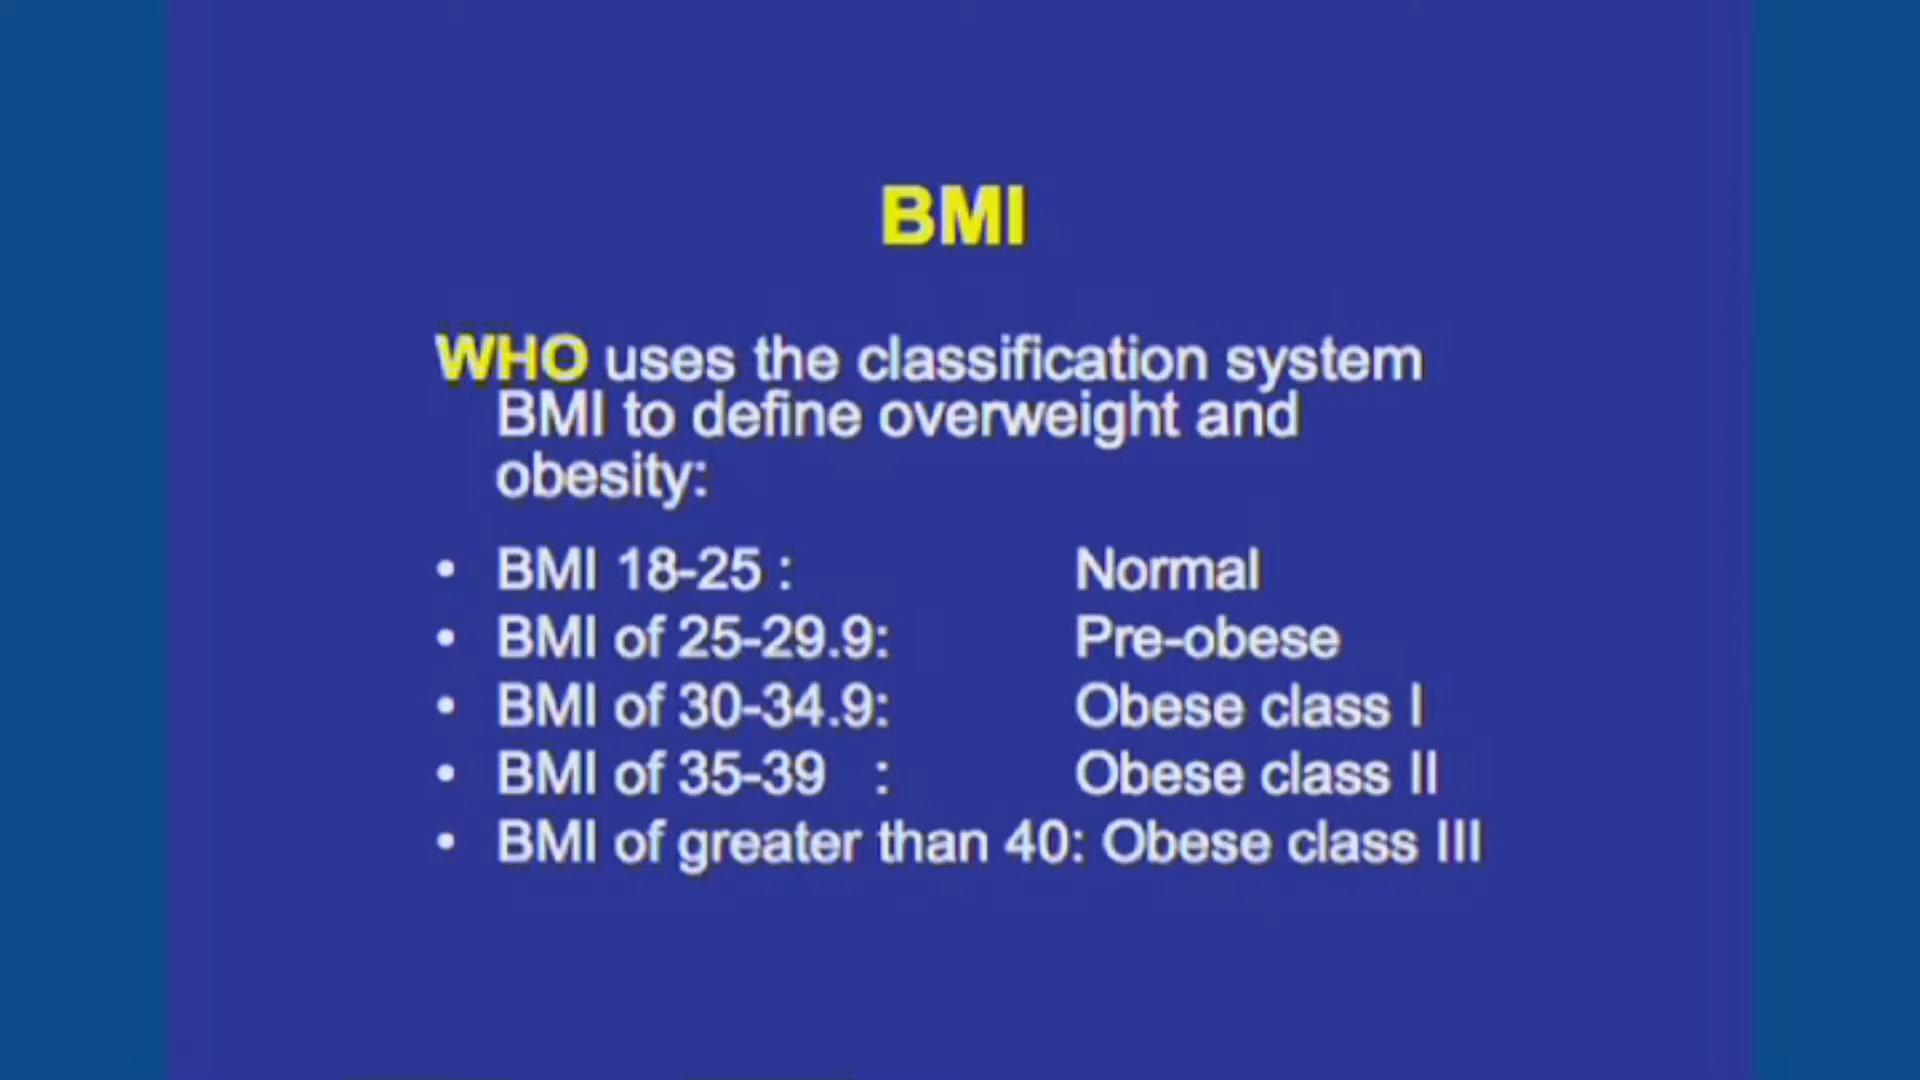 BMI
WHO uses the classification system
BMI to define overweight and
obesity:
• BMI 18-25 : Normal
• BMI of 25-29.9: Pre-obese
• BMI of 30-34.9: Obese class I
• BMI of 35-39 : Obese class II
• BMI of greater than 40: Obese class III